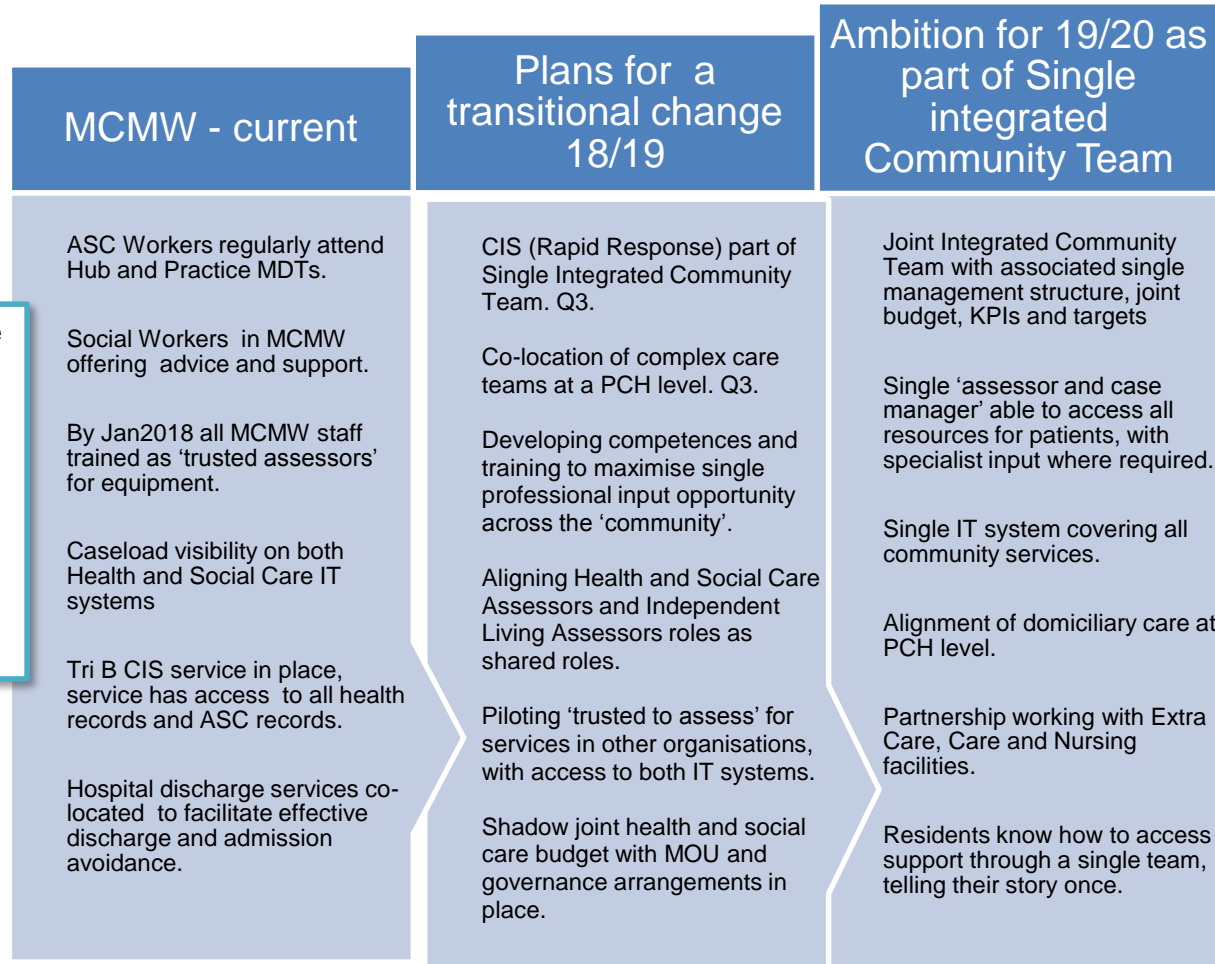 MCMW - current
ASC Workers regularly attend
Hub and Practice MDTs.
Social Workers in MCMW
offering advice and support.
By Jan2018 all MCMW staff
trained as ‘trusted assessors’
for equipment.
Caseload visibility on both
Health and Social Care IT
systems
Tri B CIS service in place,
service has access to all health
records and ASC records.
Hospital discharge services co-
located to facilitate effective
discharge and admission
avoidance.
Plans for a
transitional change
18/19
CIS (Rapid Response) part of
Single Integrated Community
Team. Q3.
Co-location of complex care
teams at a PCH level. Q3.
Developing competences and
training to maximise single
professional input opportunity
across the ‘community’.
Aligning Health and Social Care
Assessors and Independent
Living Assessors roles as
shared roles.
Piloting ‘trusted to assess’ for
services in other organisations,
with access to both IT systems.
Shadow joint health and social
care budget with MOU and
governance arrangements in
place.
Ambition for 19/20 as
part of Single
integrated
Community Team
Joint Integrated Community
Team with associated single
management structure, joint
budget, KPIs and targets
Single ‘assessor and case
manager’ able to access all
resources for patients, with
specialist input where required.
Single IT system covering all
community services.
Alignment of domiciliary care at
PCH level.
Partnership working with Extra
Care, Care and Nursing
facilities.
Residents know how to access
support through a single team,
telling their story once.